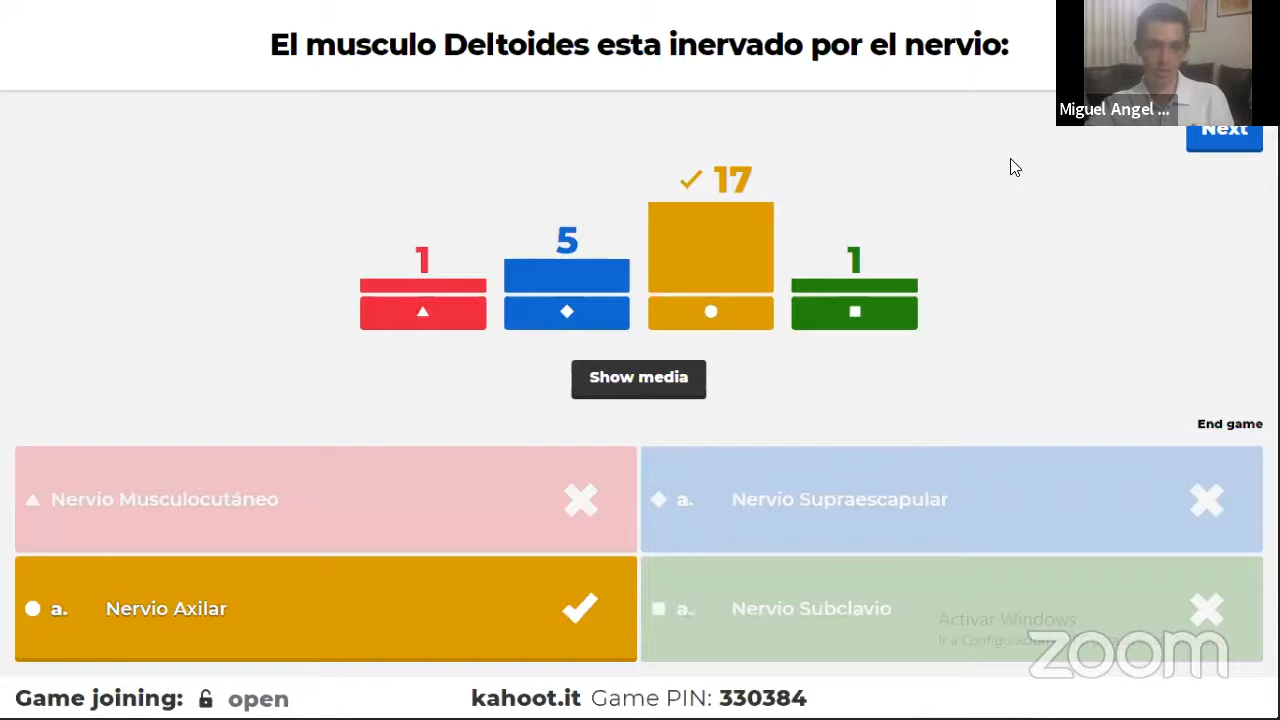 El musculo Deltoides esta inervado por el nervio:
Miguel Angel ...
Next
17
5
1
1
Show media
End game
Nervio Musculocutáneo
a. Nervio Supraescapular
a. Nervio Axilar
a. Nervio Subclavio
Activar Windows
Ir a Configuración
zoom
Game joining: open
kahoot.it Game PIN: 330384